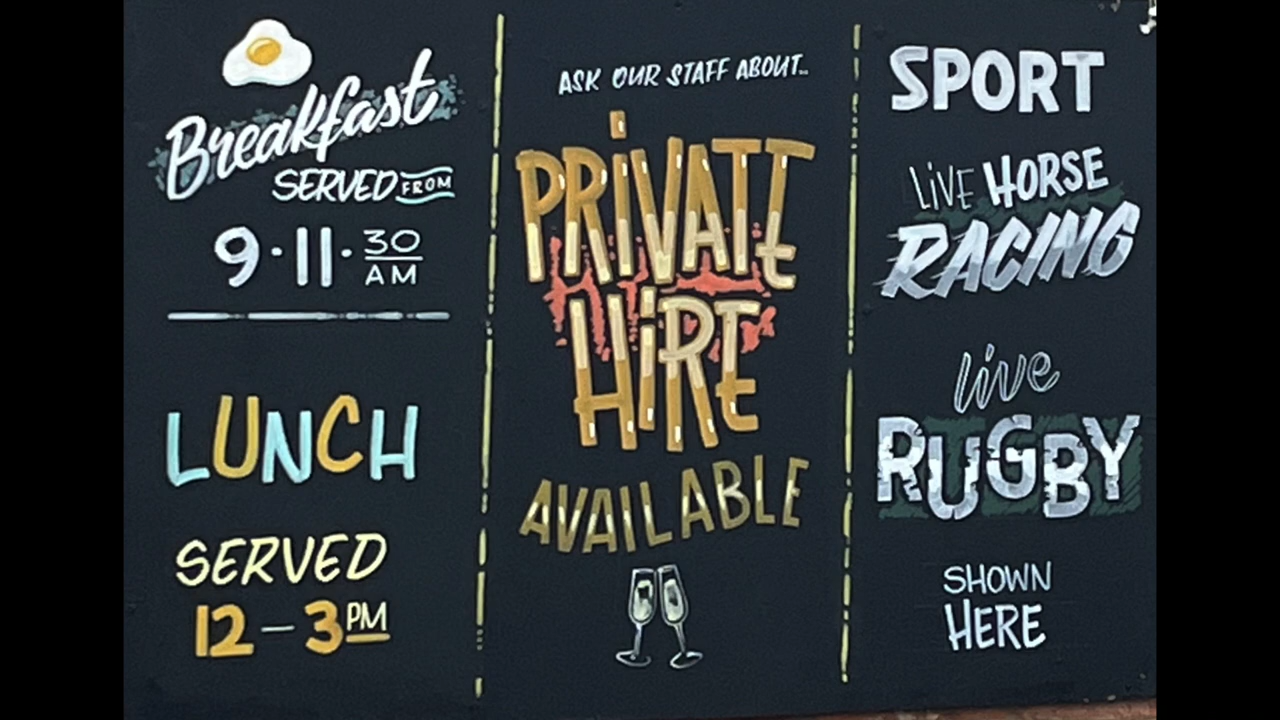 Breakfast
SERVED FROM
9·11·30 AM
LUNCH
SERVED
12 – 3PM
ASK OUR STAFF ABOUT...
PRiVATE
HiRE
AVAILABLE
SPORT
LiVE HORSE
RACING
live
RUGBY
SHOWN
HERE